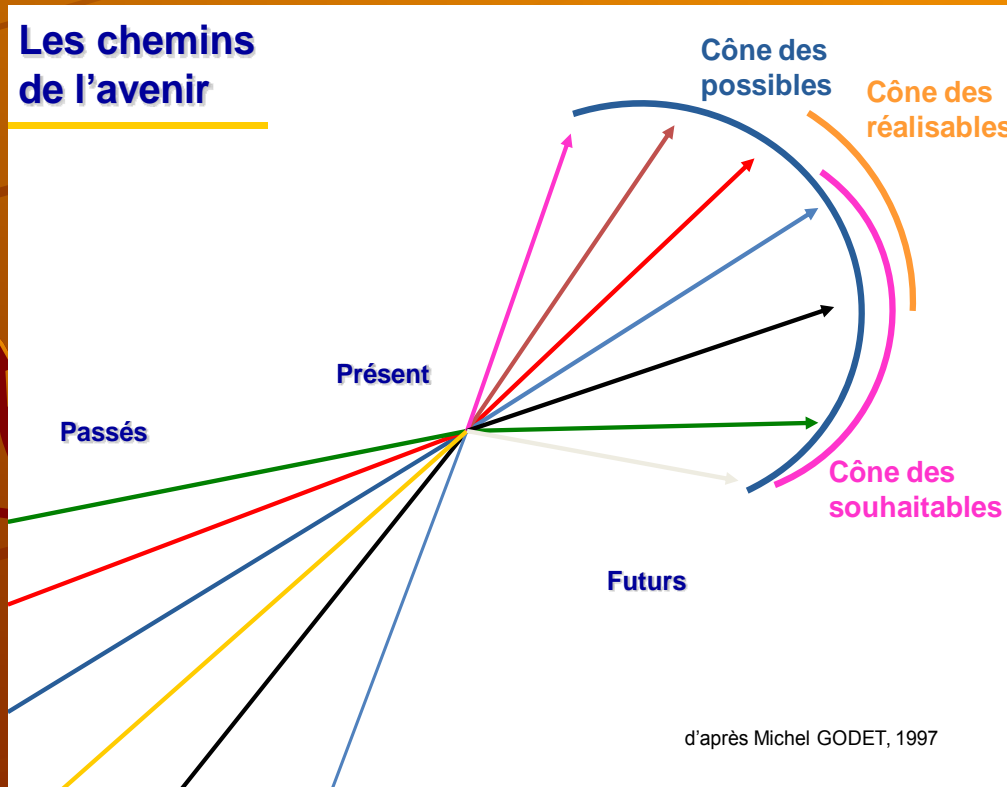 Les chemins
de l'avenir
Cône des
possibles
Cône des
réalisables
Présent
Passés
Cône des
souhaitables
Futurs
d'après Michel GODET, 1997